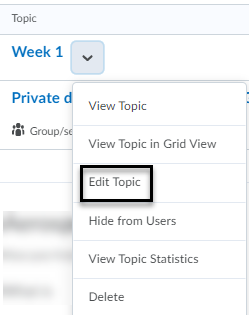 Topic
Week 1
Private d
View Topic
Group/se
View Topic in Grid View
Edit Topic
Hide from Users
View Topic Statistics
Delete